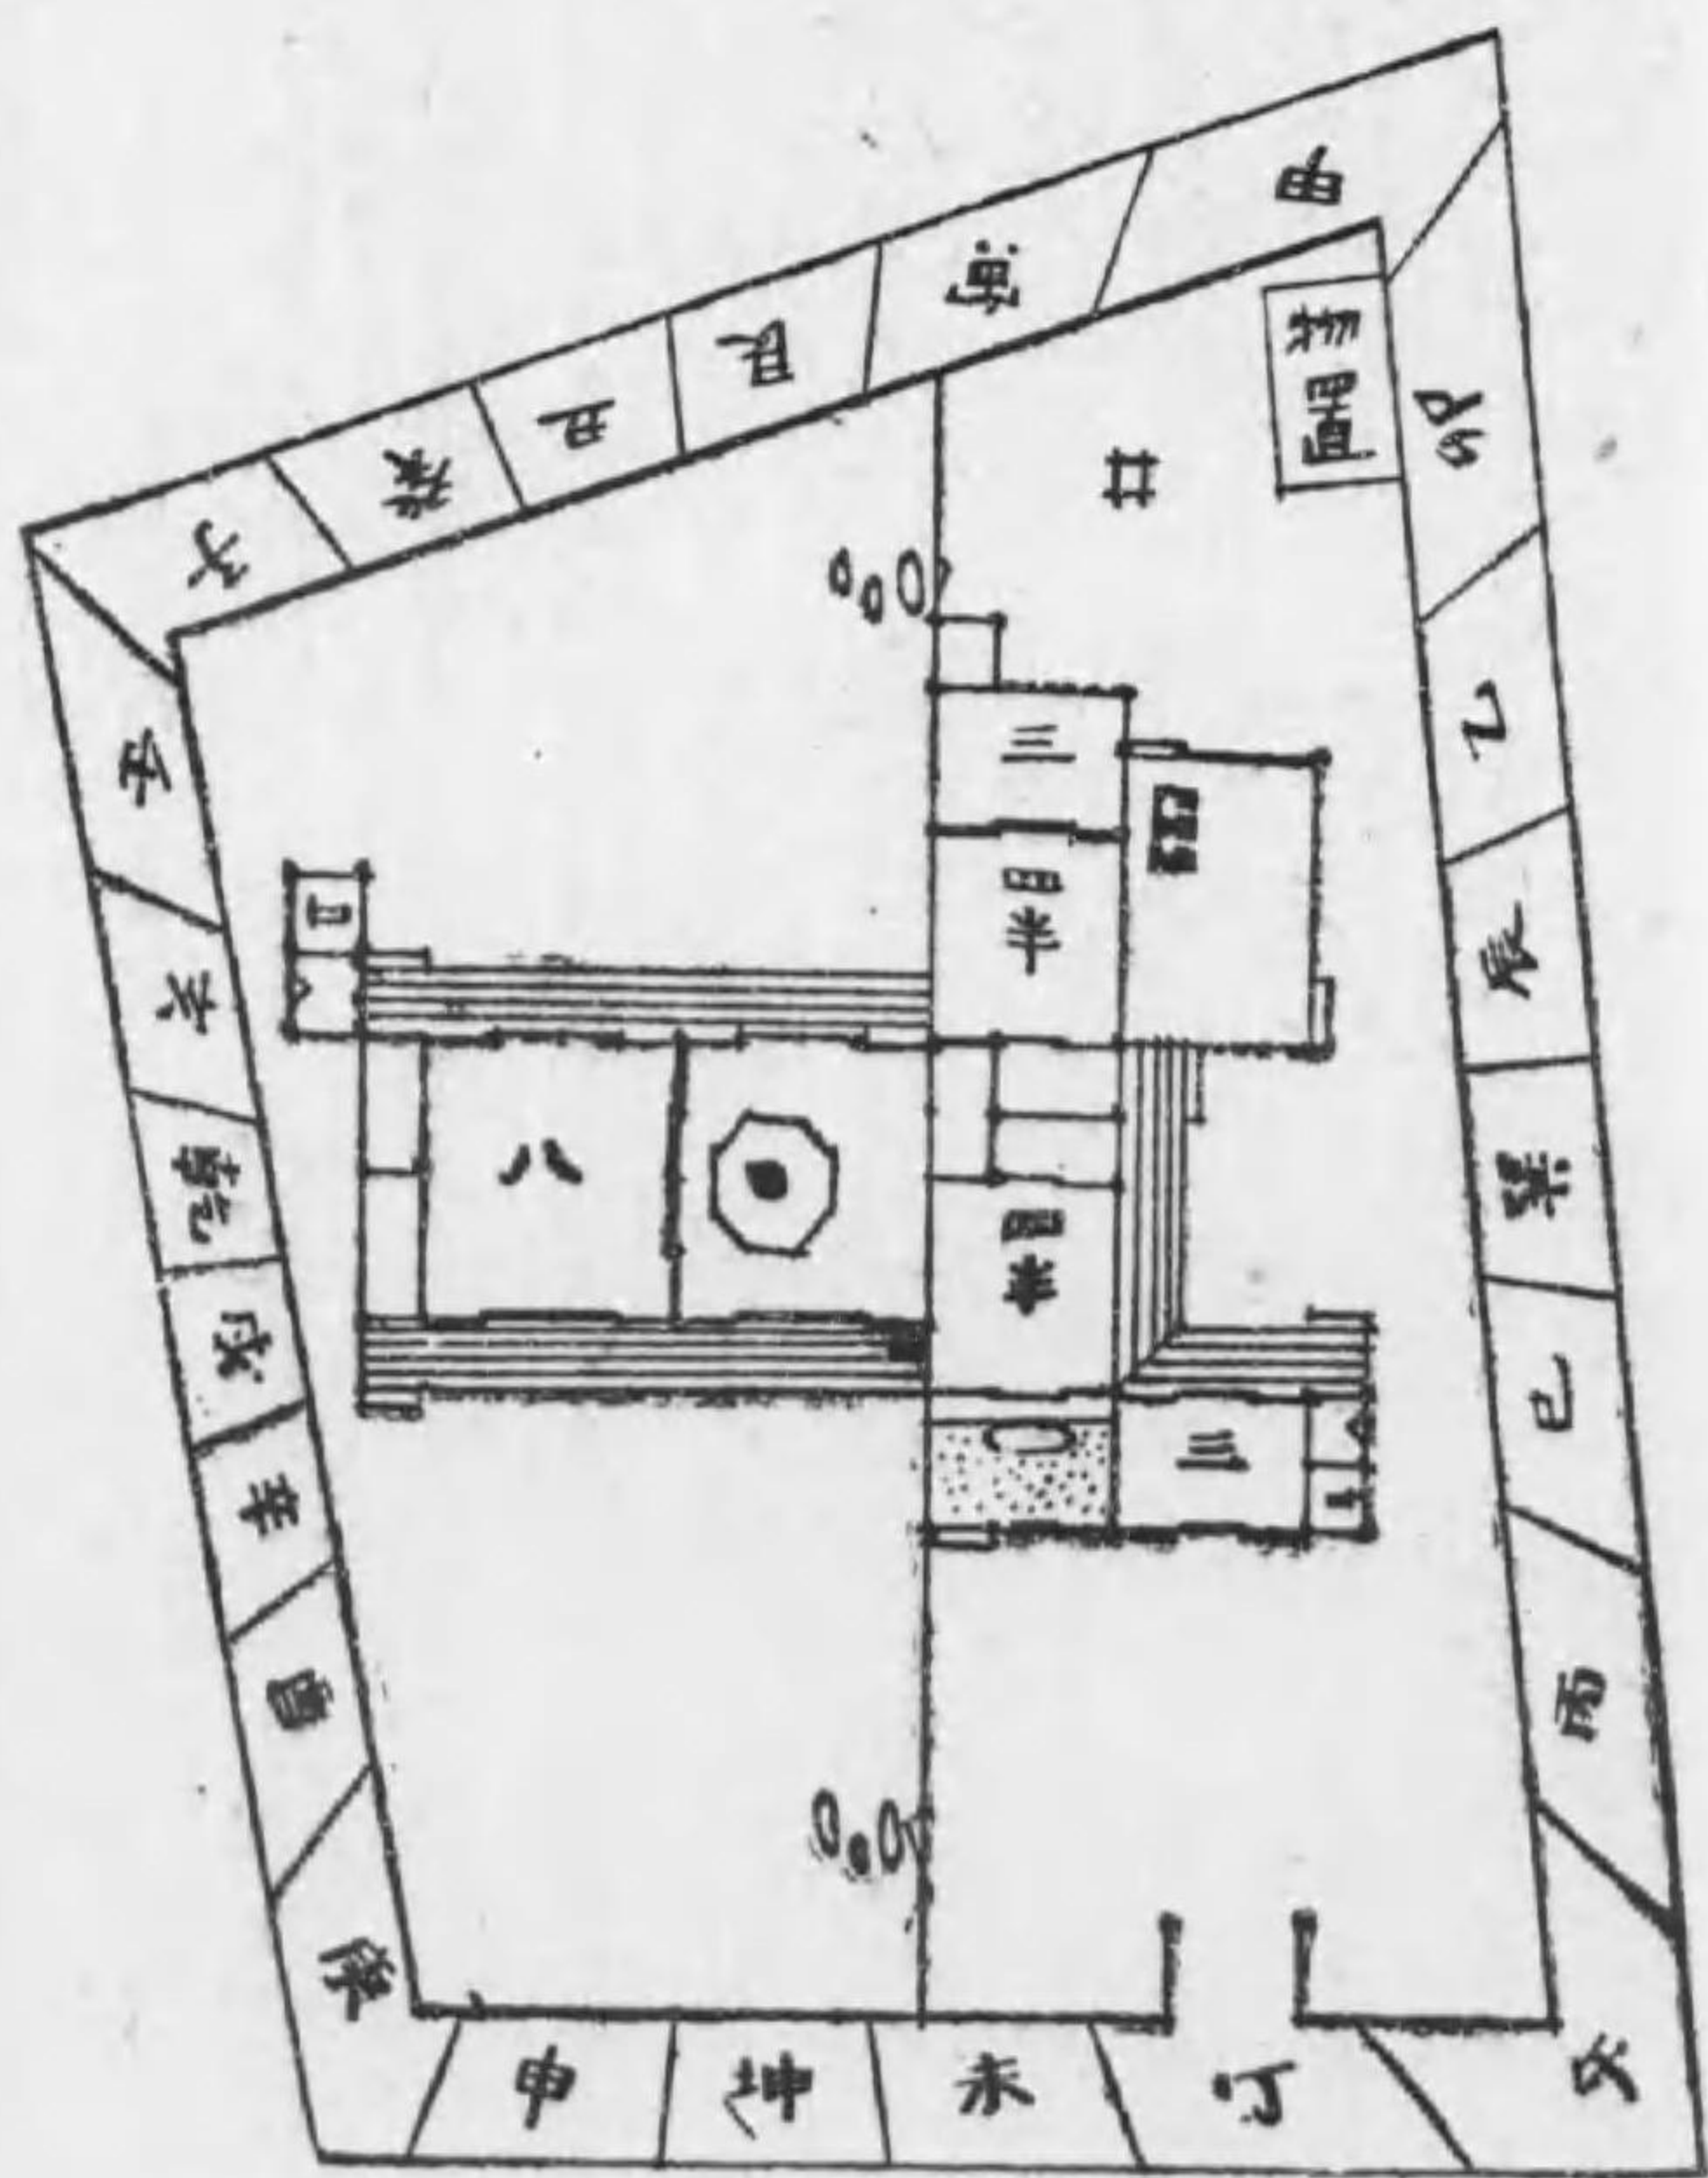 子
癸
丑
艮
寅
甲
卯
乙
辰
巽
巳
丙
午
丁
未
坤
申
庚
酉
辛
戌
乾
亥
壬
物置
井
三
四半
八
四半
三